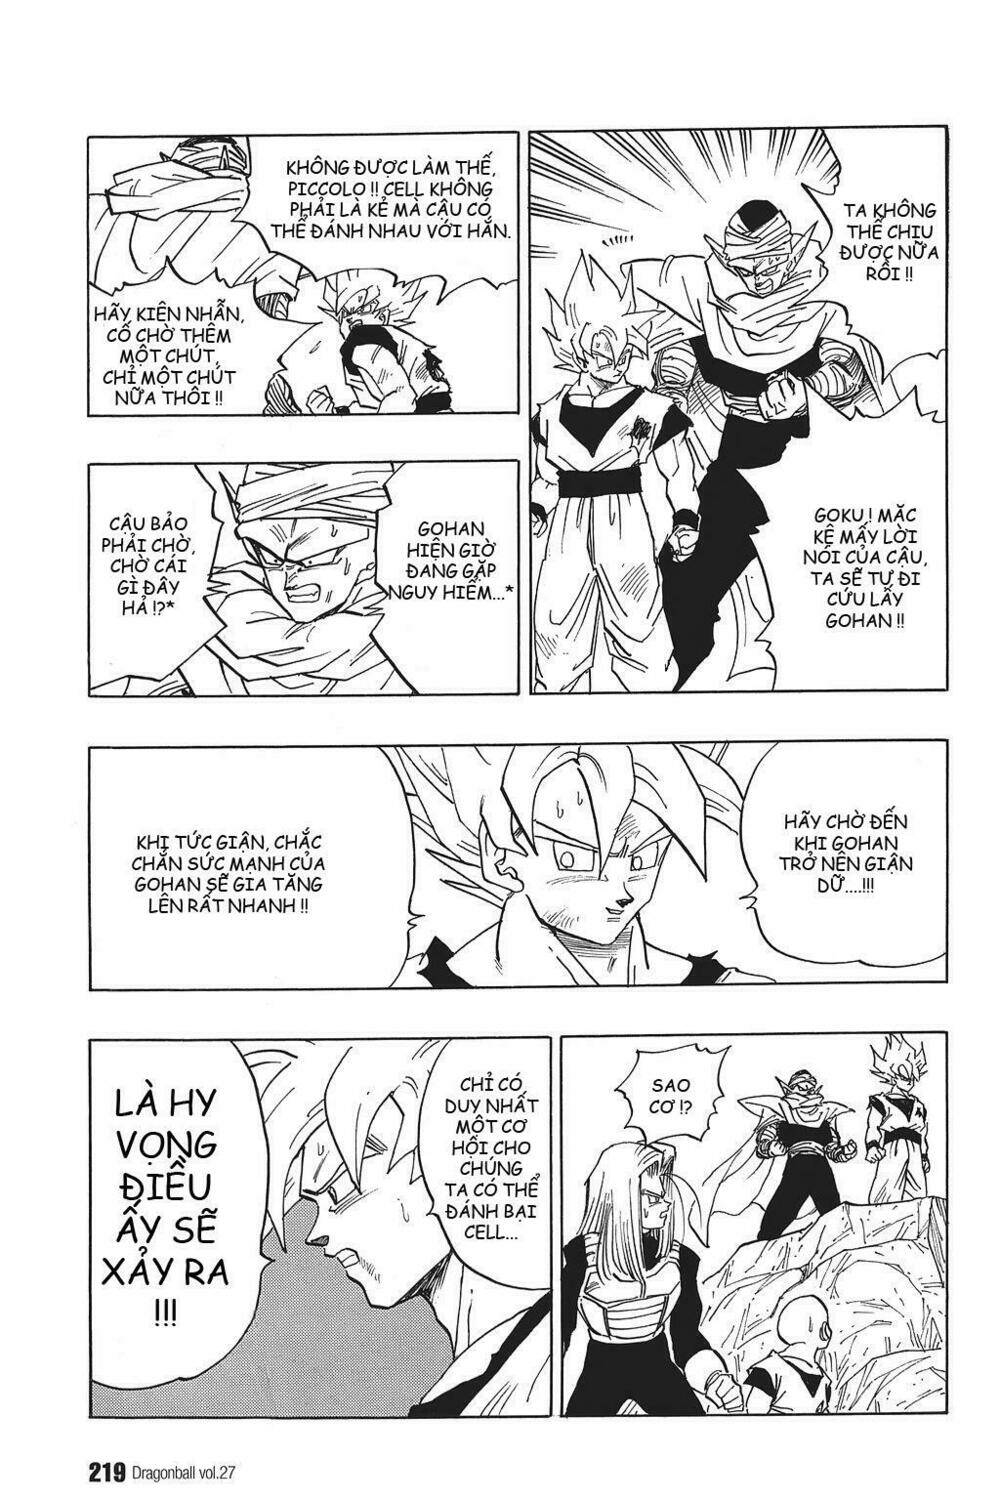 TA KHÔNG
THỂ CHỊU
ĐƯỢC NỮA
RỒI !!
GOKU ! MẶC
KỆ MẤY LỜI
NÓI CỦA CẬU,
TA SẼ TỰ ĐI
CỨU LẤY
GOHAN !!
KHÔNG ĐƯỢC LÀM THẾ,
PICCOLO !! CELL KHÔNG
PHẢI LÀ KẺ MÀ CẬU CÓ
THỂ ĐÁNH NHAU VỚI HẮN.
HÃY KIÊN NHẪN,
CỐ CHỜ THÊM
MỘT CHÚT,
CHỈ MỘT CHÚT
NỮA THÔI !!
GOHAN
HIỆN GIỜ
ĐANG GẶP
NGUY HIỂM...*
CẬU BẢO
PHẢI CHỜ,
CHỜ CÁI
GÌ ĐÂY
HẢ !?*
HÃY CHỜ ĐẾN
KHI GOHAN
TRỞ NÊN GIẬN
DỮ....!!!
KHI TỨC GIẬN, CHẮC
CHẮN SỨC MẠNH CỦA
GOHAN SẼ GIA TĂNG
LÊN RẤT NHANH !!
SAO
CƠ !?
CHỈ CÓ
DUY NHẤT
MỘT CƠ
HỘI CHO
CHÚNG
TA CÓ THỂ
ĐÁNH BẠI
CELL...
LÀ HY
VỌNG
ĐIỀU
ẤY SẼ
XẢY RA
!!!
219 Dragonball vol.27